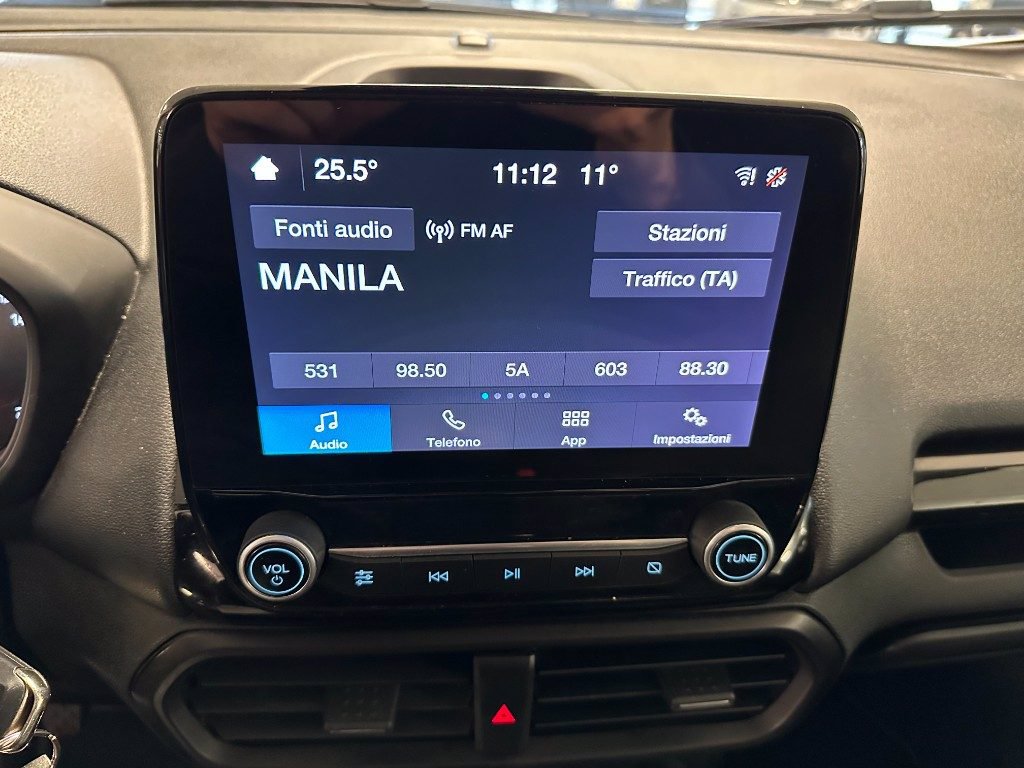 25.5° 11:12 11°
Fonti audio FM AF Stazioni
MANILA Traffico (TA)
531 98.50 5A 603 88.30
Audio Telefono App Impostazioni
VOL TUNE